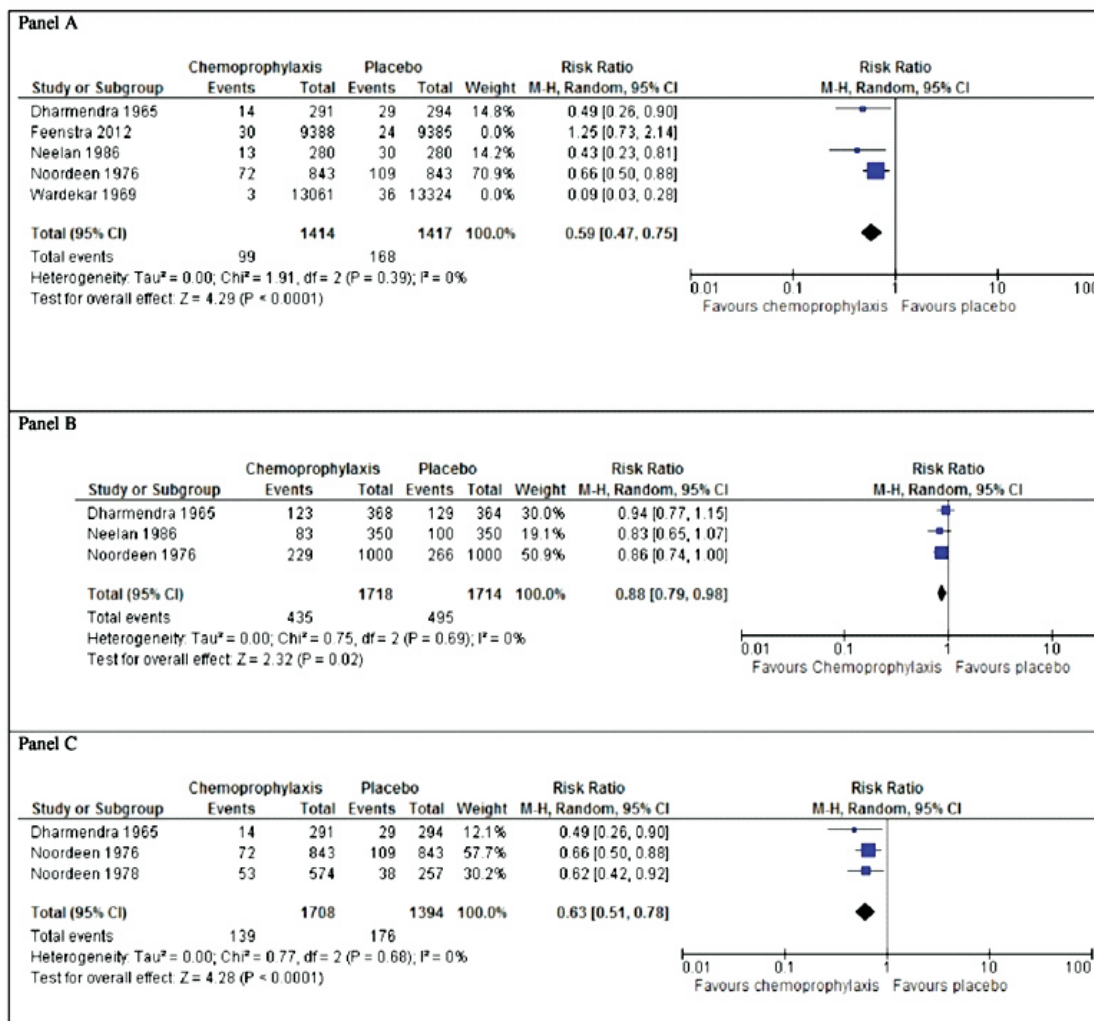 Panel A
Chemoprophylaxis Placebo Risk Ratio Risk Ratio
Study or Subgroup Events Total Events Total Weight M-H, Random, 95% CI M-H, Random, 95% CI
Dharmendra 1965 14 291 29 294 14.8% 0.49 [0.26, 0.90]
Feenstra 2012 30 9388 24 9385 0.0% 1.25 [0.73, 2.14]
Neelan 1986 13 280 30 280 14.2% 0.43 [0.23, 0.81]
Noordeen 1976 72 843 109 843 70.9% 0.66 [0.50, 0.88]
Wardekar 1969 3 13061 36 13324 0.0% 0.09 [0.03, 0.28]
Total (95% CI) 1414 1417 100.0% 0.59 [0.47, 0.75]
Total events 99 168
Heterogeneity: Tau² = 0.00; Chi² = 1.91, df = 2 (P = 0.39); I² = 0%
Test for overall effect: Z = 4.29 (P < 0.0001)
0.01 0.1 1 10 100
Favours chemoprophylaxis Favours placebo
Panel B
Chemoprophylaxis Placebo Risk Ratio Risk Ratio
Study or Subgroup Events Total Events Total Weight M-H, Random, 95% CI M-H, Random, 95% CI
Dharmendra 1965 123 368 129 364 30.0% 0.94 [0.77, 1.15]
Neelan 1986 83 350 100 350 19.1% 0.83 [0.65, 1.07]
Noordeen 1976 229 1000 266 1000 50.9% 0.86 [0.74, 1.00]
Total (95% CI) 1718 1714 100.0% 0.88 [0.79, 0.98]
Total events 435 495
Heterogeneity: Tau² = 0.00; Chi² = 0.75, df = 2 (P = 0.69); I² = 0%
Test for overall effect: Z = 2.32 (P = 0.02)
0.01 0.1 1 10
Favours Chemoprophylaxis Favours placebo
Panel C
Chemoprophylaxis Placebo Risk Ratio Risk Ratio
Study or Subgroup Events Total Events Total Weight M-H, Random, 95% CI M-H, Random, 95% CI
Dharmendra 1965 14 291 29 294 12.1% 0.49 [0.26, 0.90]
Noordeen 1976 72 843 109 843 57.7% 0.66 [0.50, 0.88]
Noordeen 1978 53 574 38 257 30.2% 0.62 [0.42, 0.92]
Total (95% CI) 1708 1394 100.0% 0.63 [0.51, 0.78]
Total events 139 176
Heterogeneity: Tau² = 0.00; Chi² = 0.77, df = 2 (P = 0.68); I² = 0%
Test for overall effect: Z = 4.28 (P < 0.0001)
0.01 0.1 1 10 100
Favours chemoprophylaxis Favours placebo